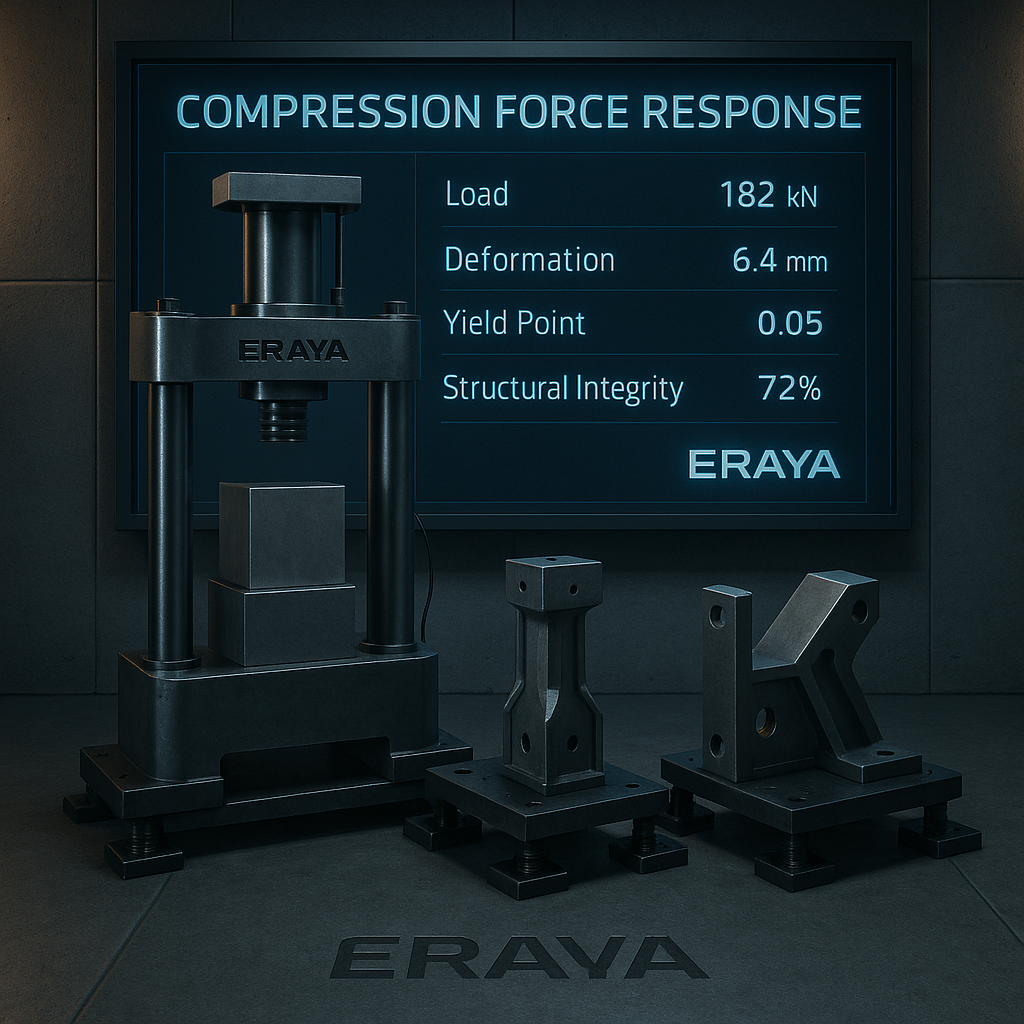 COMPRESSION FORCE RESPONSE
Load 182 kN
Deformation 6.4 mm
Yield Point 0.05
Structural Integrity 72%
ERAYA
ERAYA
ERAYA